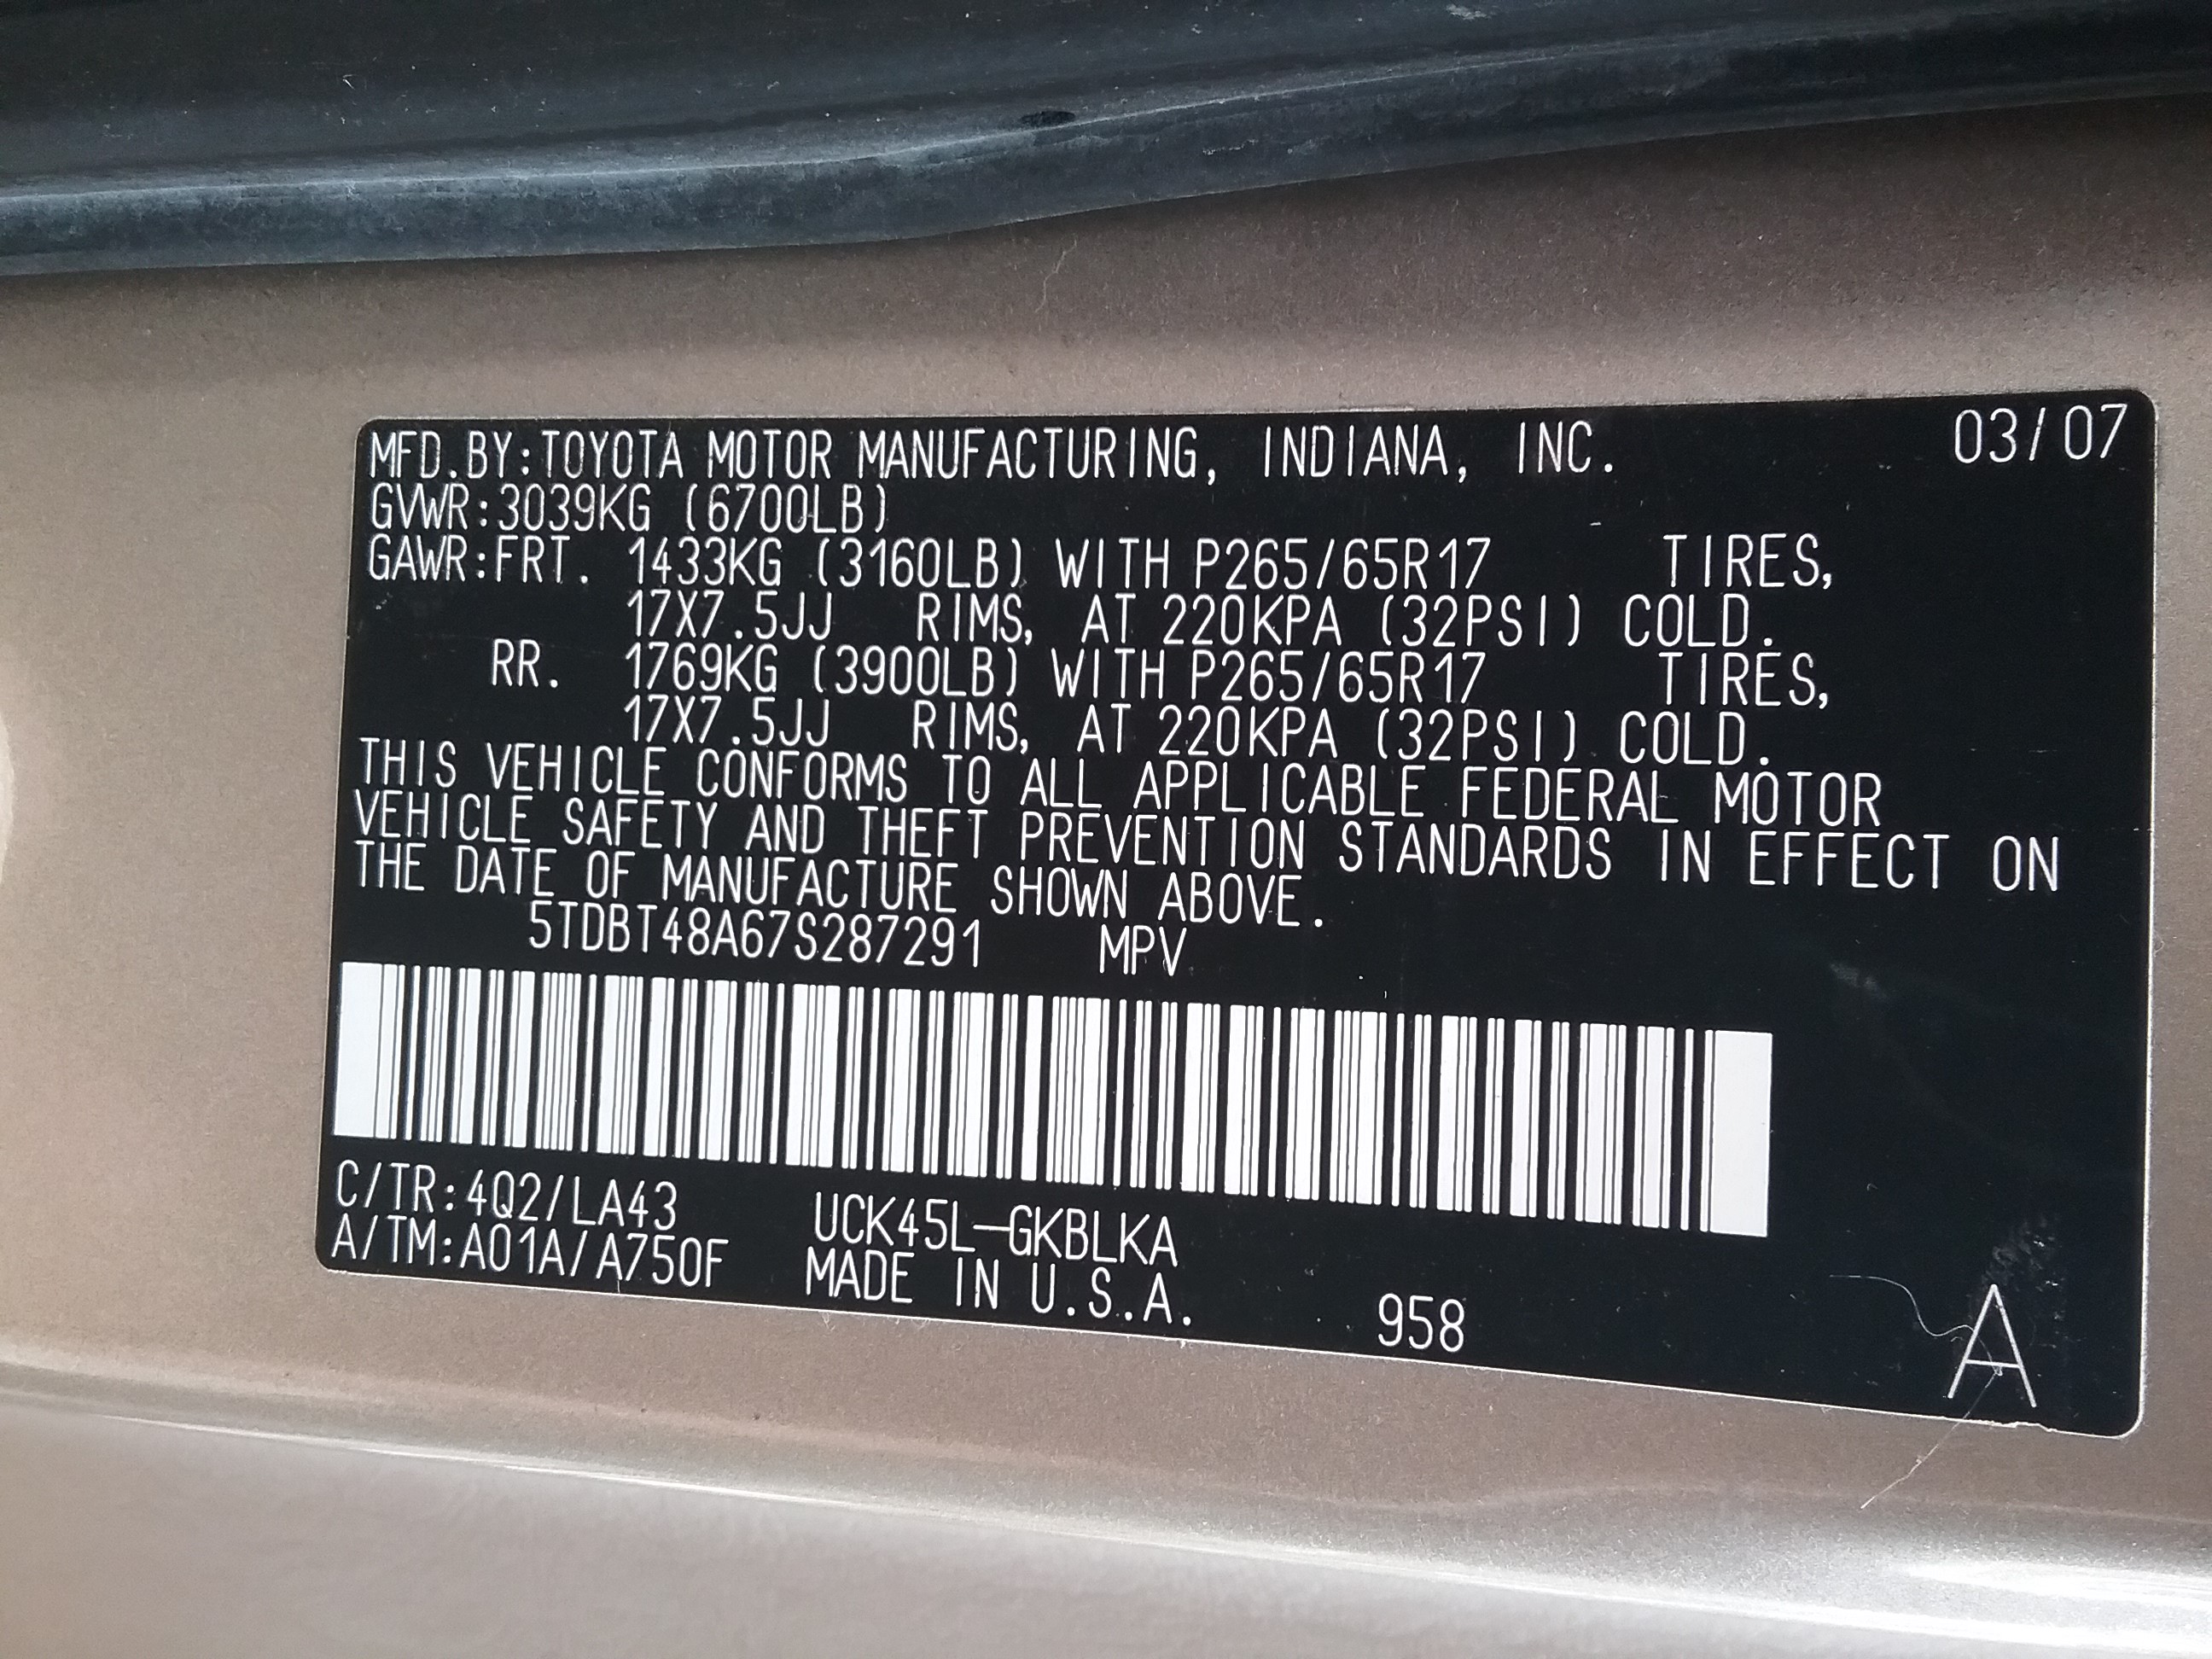 MFD.BY:TOYOTA MOTOR MANUFACTURING, INDIANA, INC. 03/07
GVWR:3039KG (6700LB)
GAWR:FRT. 1433KG (3160LB) WITH P265/65R17 TIRES,
17X7.5JJ RIMS, AT 220KPA (32PSI) COLD.
RR. 1769KG (3900LB) WITH P265/65R17 TIRES,
17X7.5JJ RIMS, AT 220KPA (32PSI) COLD.
THIS VEHICLE CONFORMS TO ALL APPLICABLE FEDERAL MOTOR
VEHICLE SAFETY AND THEFT PREVENTION STANDARDS IN EFFECT ON
THE DATE OF MANUFACTURE SHOWN ABOVE.
5TDBT48A67S287291 MPV
C/TR:4Q2/LA43 UCK45L-GKBLKA
A/TM:A01A/A750F MADE IN U.S.A. 958
A